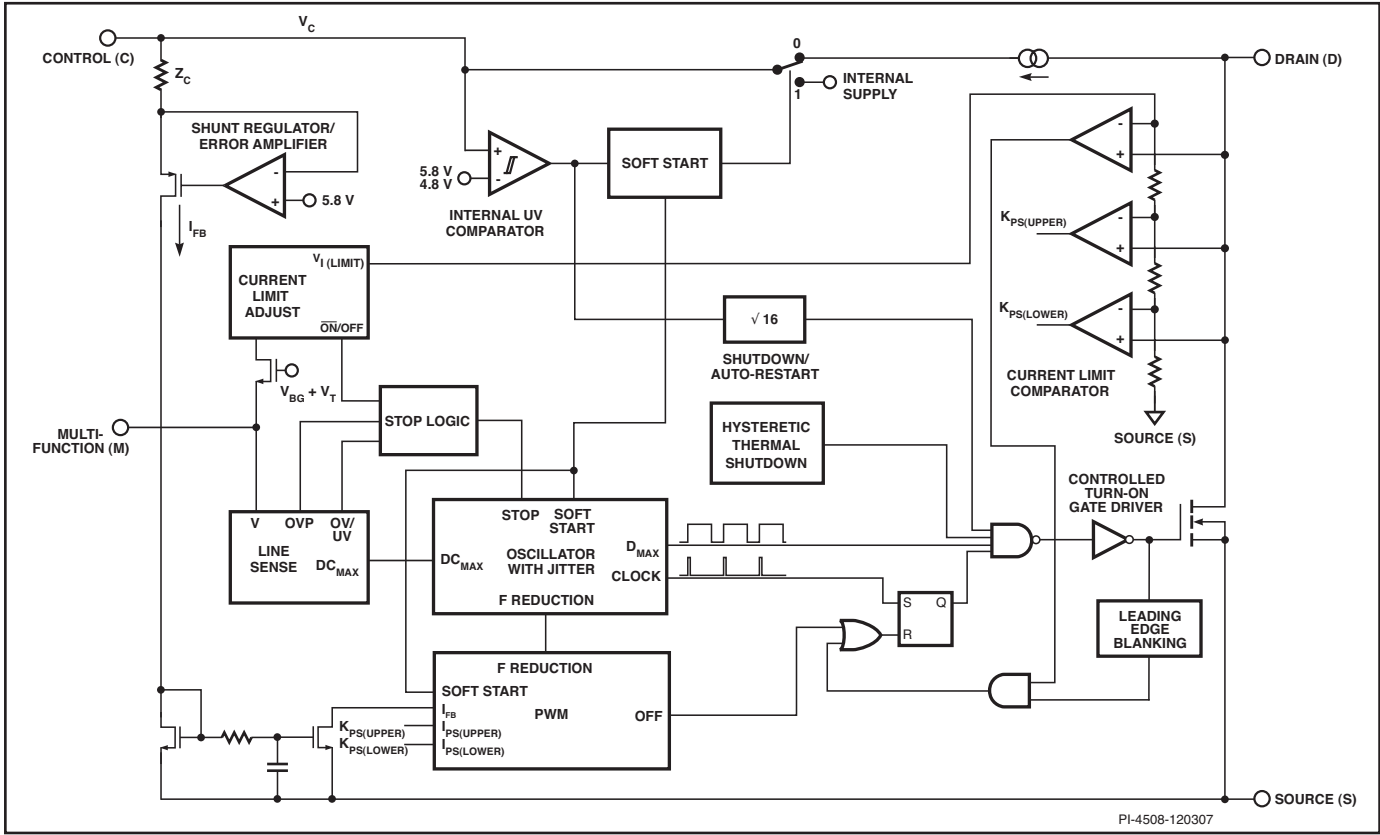 V_C
0
CONTROL (C)
DRAIN (D)
Z_C
INTERNAL
SUPPLY
1
SHUNT REGULATOR/
ERROR AMPLIFIER
-
+
5.8 V
I_FB
+
-
5.8 V
4.8 V
INTERNAL UV
COMPARATOR
SOFT START
-
+
K_PS(UPPER)
-
+
K_PS(LOWER)
-
+
CURRENT LIMIT
COMPARATOR
SOURCE (S)
V_I (LIMIT)
CURRENT
LIMIT
ADJUST
ON/OFF
V_BG + V_T
√ 16
SHUTDOWN/
AUTO-RESTART
STOP LOGIC
MULTI-
FUNCTION (M)
HYSTERETIC
THERMAL
SHUTDOWN
CONTROLLED
TURN-ON
GATE DRIVER
V
OVP
OV/
UV
LINE
SENSE
DC_MAX
STOP
SOFT
START
DC_MAX
OSCILLATOR
WITH JITTER
D_MAX
CLOCK
F REDUCTION
S
Q
R
LEADING
EDGE
BLANKING
F REDUCTION
SOFT START
I_FB
PWM
OFF
K_PS(UPPER)
I_PS(UPPER)
K_PS(LOWER)
I_PS(LOWER)
SOURCE (S)
PI-4508-120307